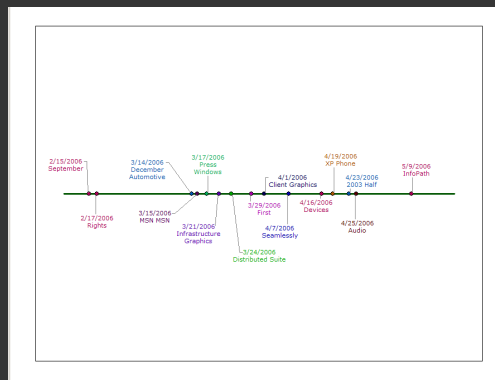 2/15/2006
September
2/17/2006
Rights
3/14/2006
December
Automotive
3/15/2006
MSN MSN
3/17/2006
Press
Windows
3/21/2006
Infrastructure
Graphics
3/24/2006
Distributed Suite
3/29/2006
First
4/1/2006
Client Graphics
4/7/2006
Seamlessly
4/16/2006
Devices
4/19/2006
XP Phone
4/23/2006
2003 Half
4/25/2006
Audio
5/9/2006
InfoPath